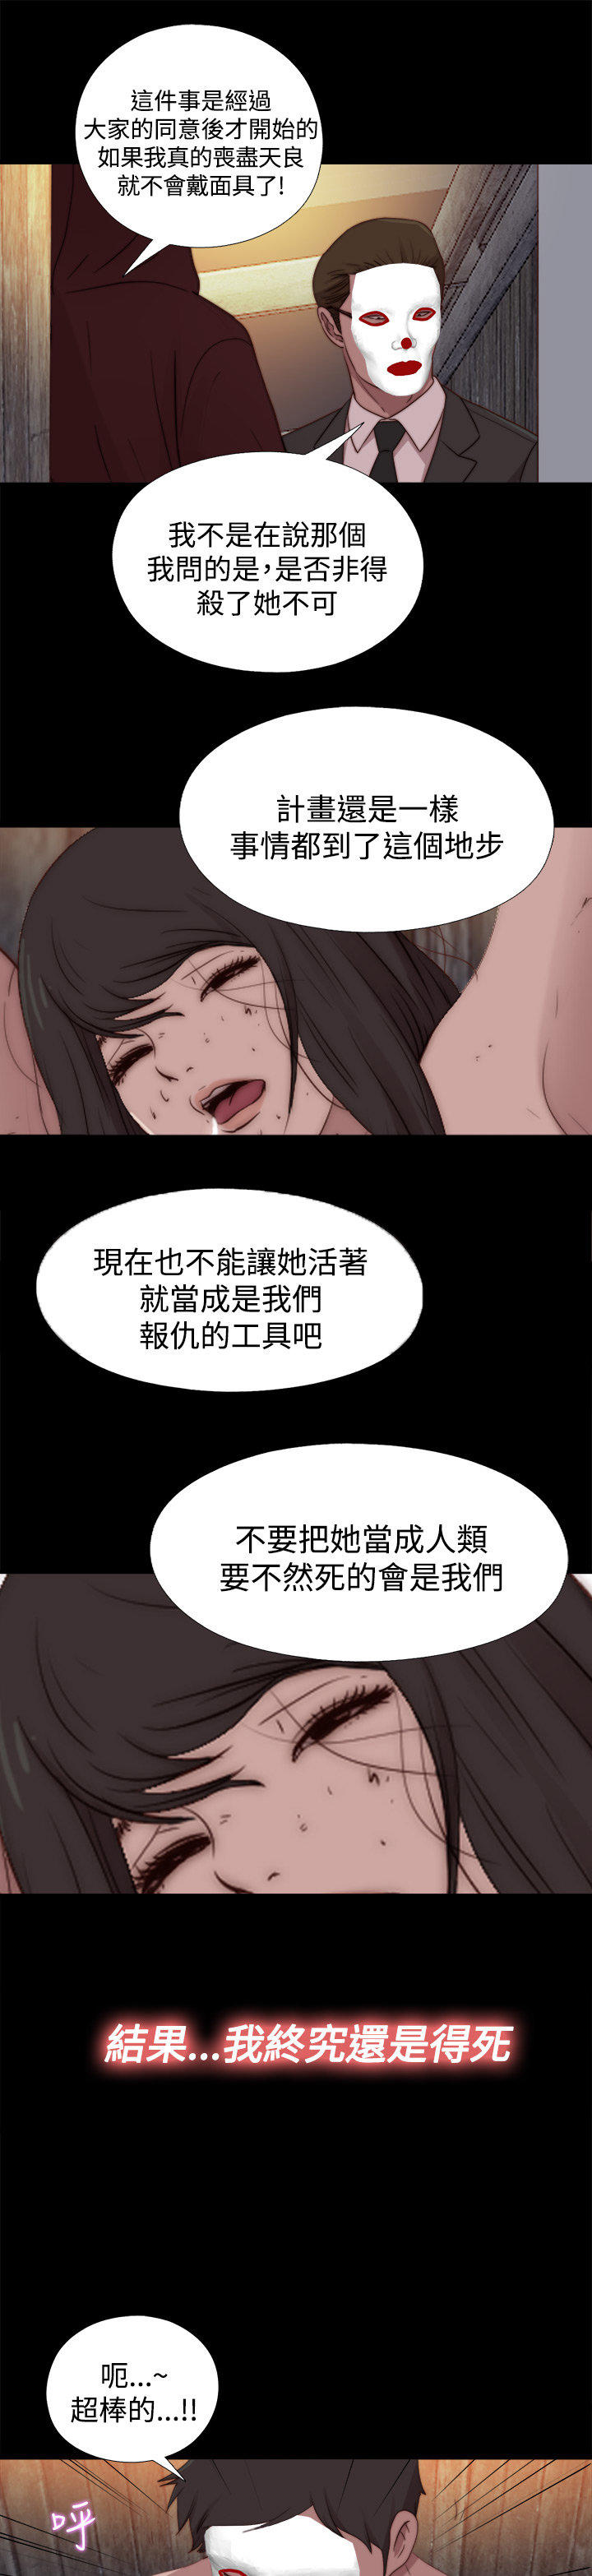 這件事是經過
大家的同意後才開始的
如果我真的喪盡天良
就不會戴面具了!
我不是在說那個
我問的是,是否非得
殺了她不可
計畫還是一樣
事情都到了這個地步
現在也不能讓她活著
就當成是我們
報仇的工具吧
不要把她當成人類
要不然死的會是我們
結果...我終究還是得死
呃...~
超棒的...!!
呼